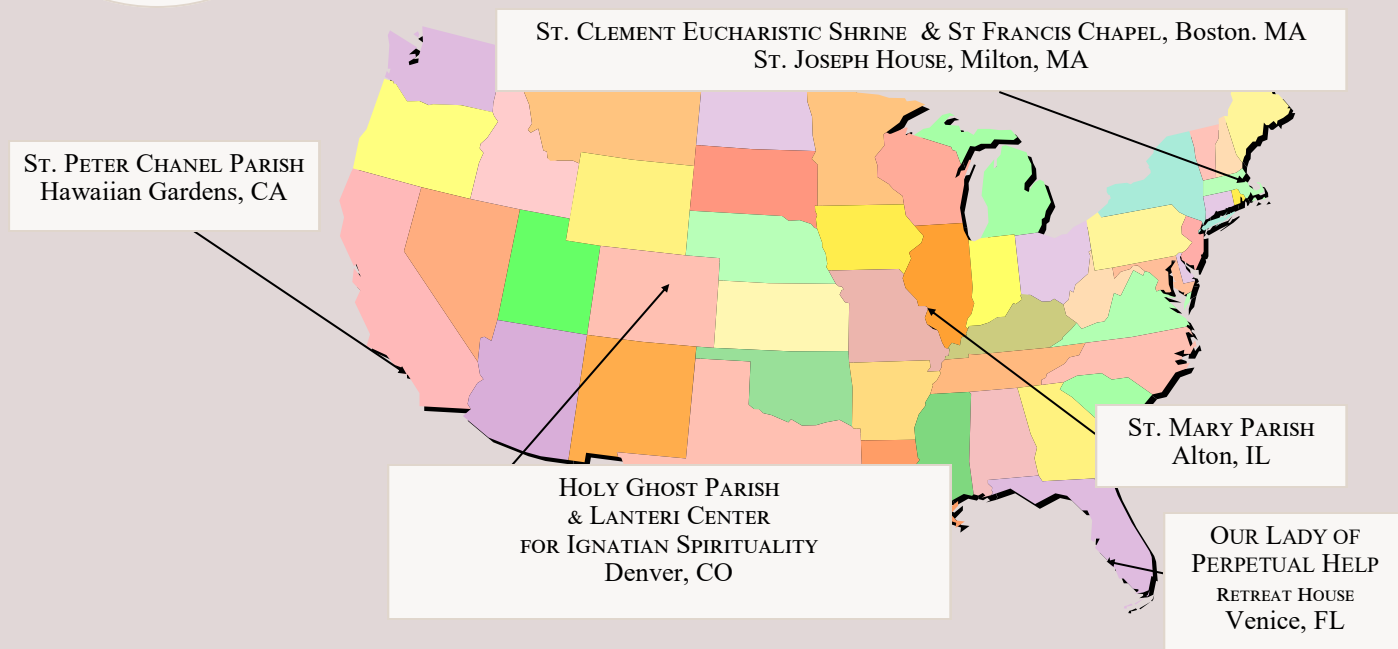 St. Clement Eucharistic Shrine & St Francis Chapel, Boston. MA
St. Joseph House, Milton, MA
St. Peter Chanel Parish
Hawaiian Gardens, CA
St. Mary Parish
Alton, IL
Holy Ghost Parish
& Lanteri Center
for Ignatian Spirituality
Denver, CO
Our Lady of
Perpetual Help
Retreat House
Venice, FL